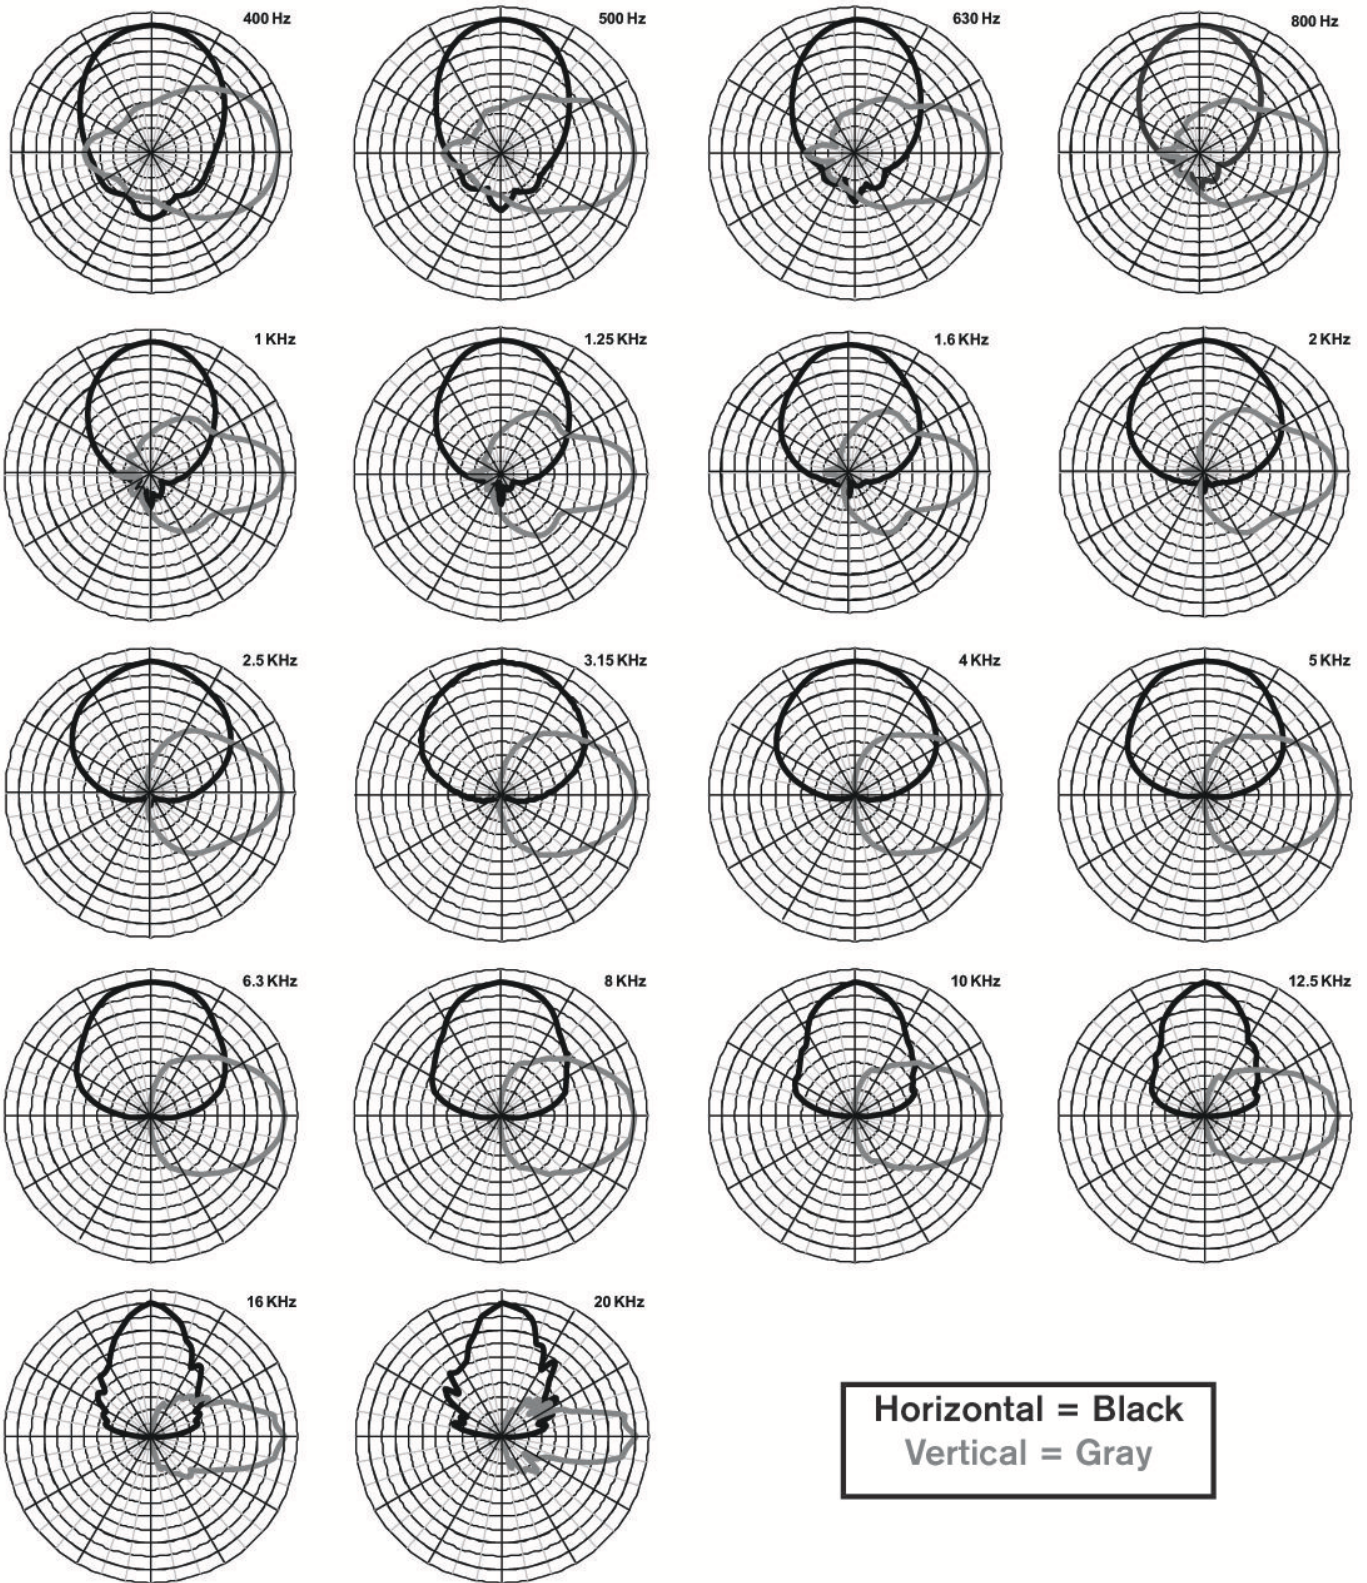 400 Hz
500 Hz
630 Hz
800 Hz
1 KHz
1.25 KHz
1.6 KHz
2 KHz
2.5 KHz
3.15 KHz
4 KHz
5 KHz
6.3 KHz
8 KHz
10 KHz
12.5 KHz
16 KHz
20 KHz
Horizontal = Black
Vertical = Gray